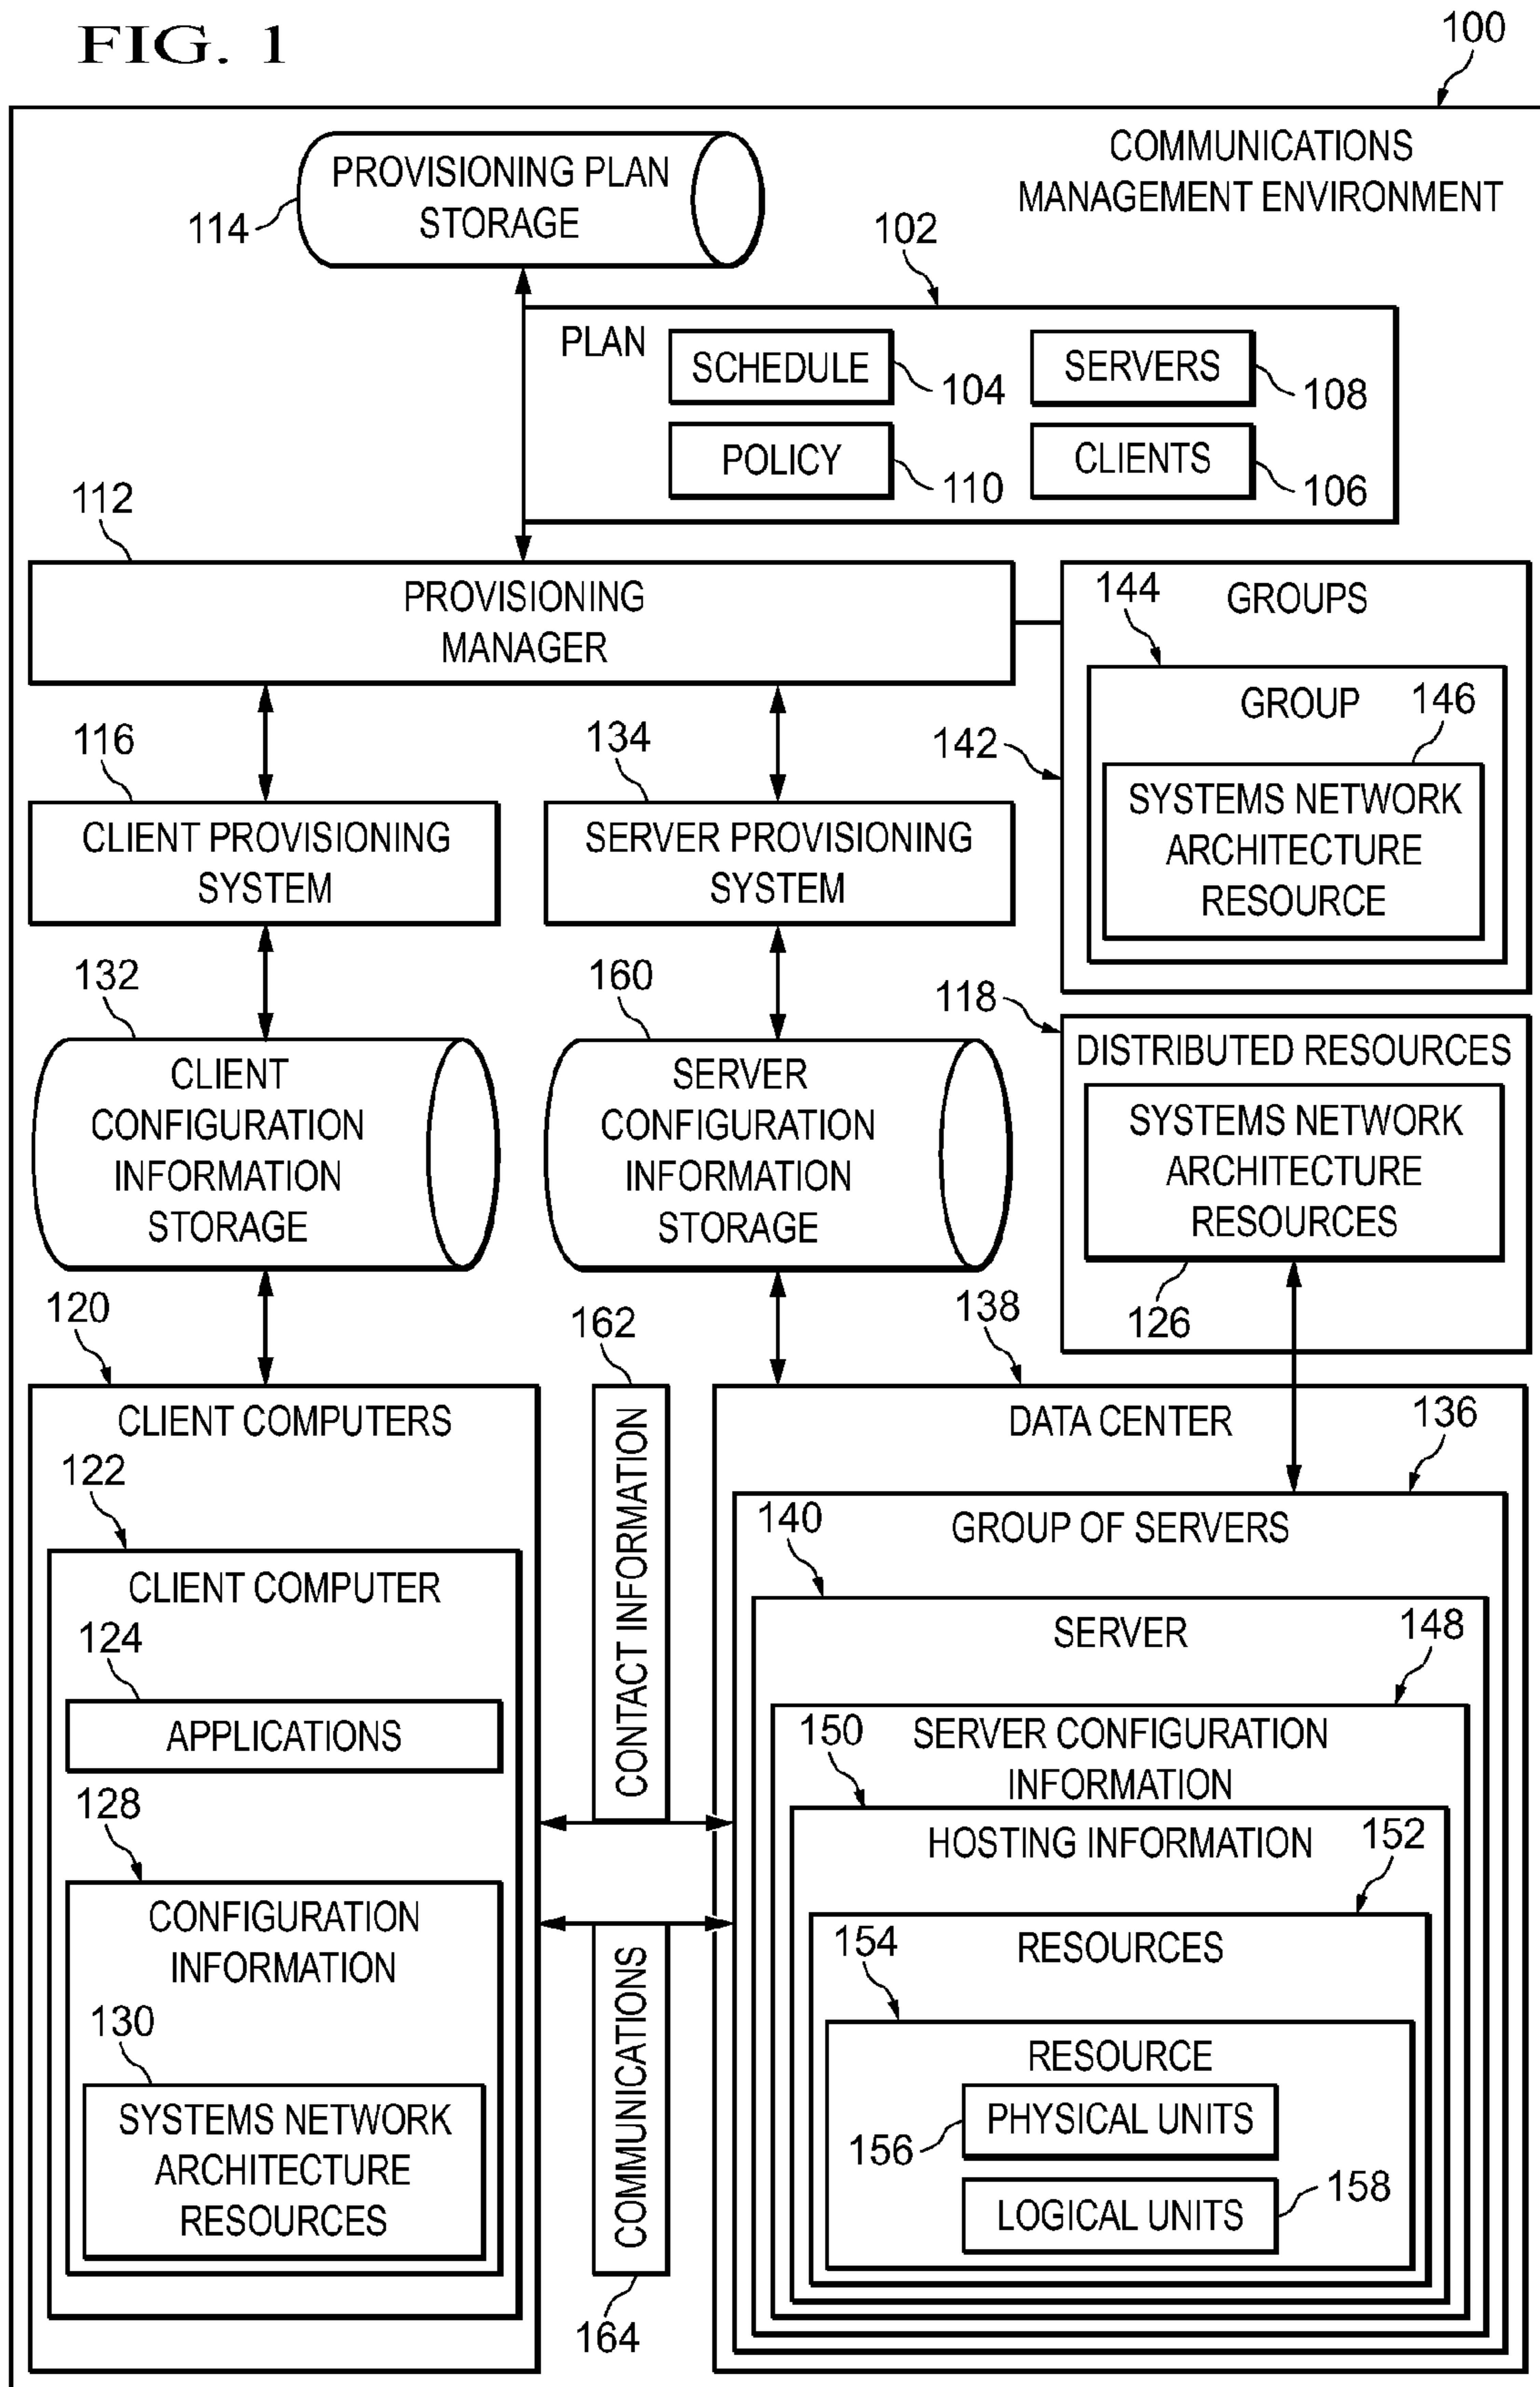 FIG. 1
100
COMMUNICATIONS
MANAGEMENT ENVIRONMENT
PROVISIONING PLAN
STORAGE
114
102
PLAN
SCHEDULE
104
SERVERS
108
POLICY
110
CLIENTS
106
112
PROVISIONING
MANAGER
144
GROUPS
GROUP
146
142
SYSTEMS NETWORK
ARCHITECTURE
RESOURCE
116
CLIENT PROVISIONING
SYSTEM
134
SERVER PROVISIONING
SYSTEM
132
CLIENT
CONFIGURATION
INFORMATION
STORAGE
160
SERVER
CONFIGURATION
INFORMATION
STORAGE
118
DISTRIBUTED RESOURCES
SYSTEMS NETWORK
ARCHITECTURE
RESOURCES
126
120
CLIENT COMPUTERS
122
CLIENT COMPUTER
124
APPLICATIONS
128
CONFIGURATION
INFORMATION
130
SYSTEMS NETWORK
ARCHITECTURE
RESOURCES
162
CONTACT INFORMATION
COMMUNICATIONS
164
138
DATA CENTER
136
GROUP OF SERVERS
140
SERVER
148
SERVER CONFIGURATION
INFORMATION
150
HOSTING INFORMATION
152
RESOURCES
154
RESOURCE
PHYSICAL UNITS
156
LOGICAL UNITS
158